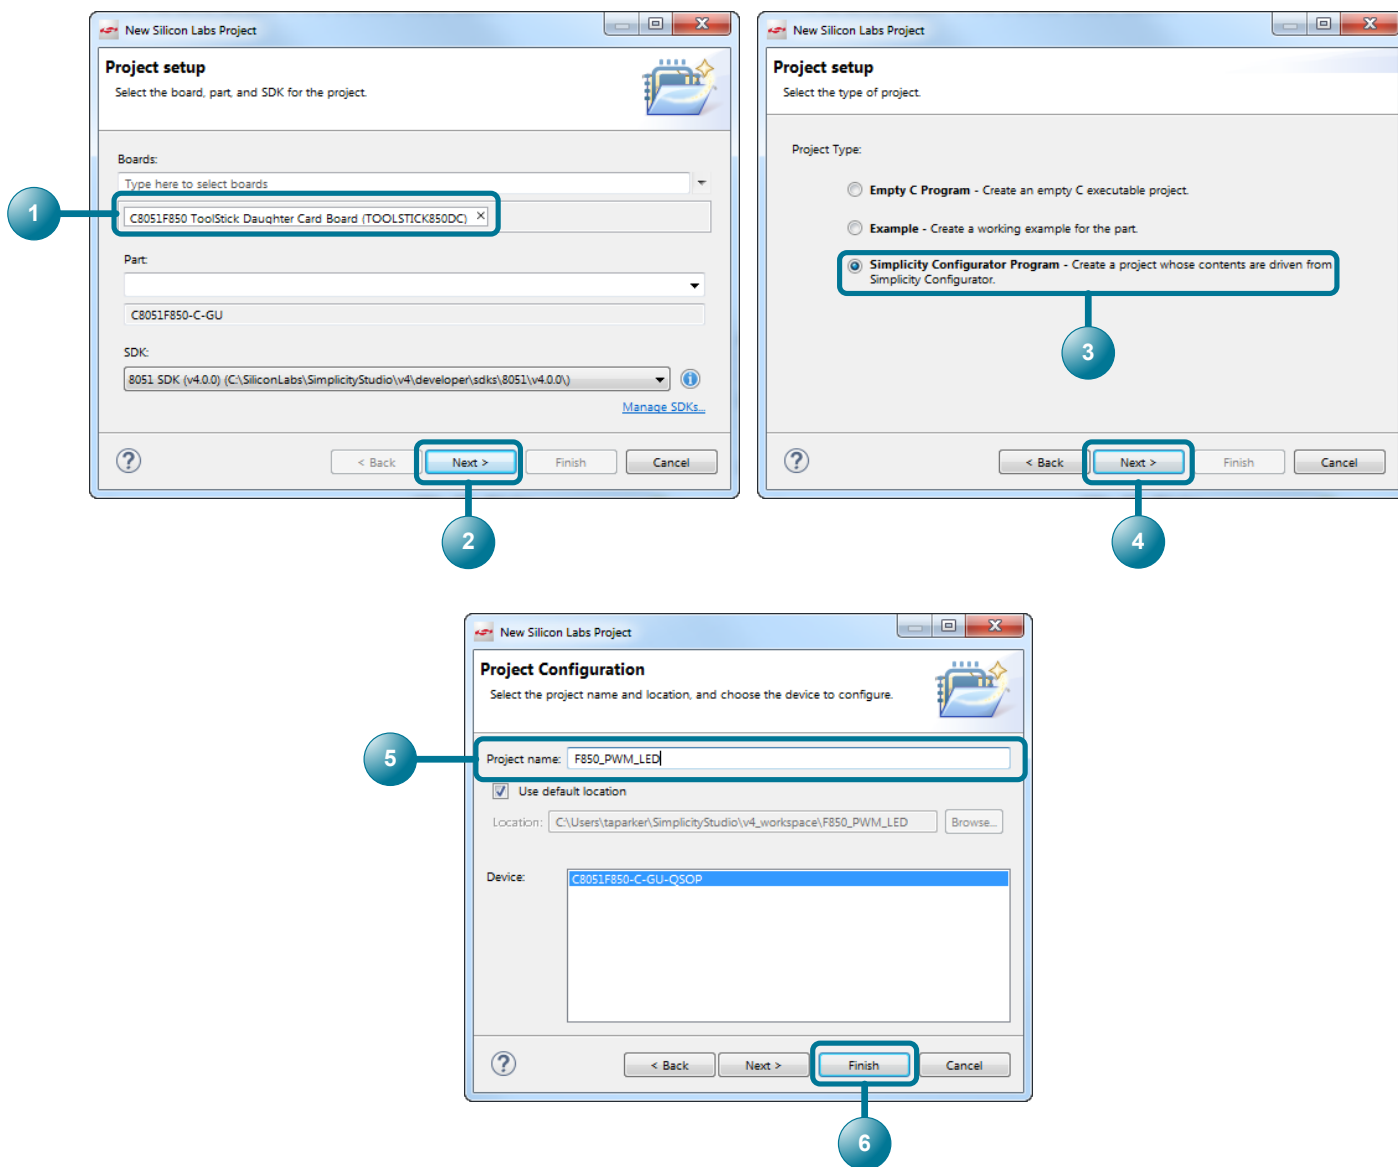 New Silicon Labs Project
Project setup
Select the board, part, and SDK for the project.
Boards:
Type here to select boards
1
C8051F850 ToolStick Daughter Card Board (TOOLSTICK850DC) ×
Part:
C8051F850-C-GU
SDK:
8051 SDK (v4.0.0) (C:\SiliconLabs\SimplicityStudio\v4\developer\sdks\8051\v4.0.0\)
Manage SDKs...
< Back Next > Finish Cancel
2
New Silicon Labs Project
Project setup
Select the type of project.
Project Type:
Empty C Program - Create an empty C executable project.
Example - Create a working example for the part.
Simplicity Configurator Program - Create a project whose contents are driven from
Simplicity Configurator.
3
< Back Next > Finish Cancel
4
New Silicon Labs Project
Project Configuration
Select the project name and location, and choose the device to configure.
5
Project name: F850_PWM_LED
Use default location
Location: C:\Users\taparker\SimplicityStudio\v4_workspace\F850_PWM_LED Browse...
Device:
C8051F850-C-GU-QSOP
< Back Next > Finish Cancel
6